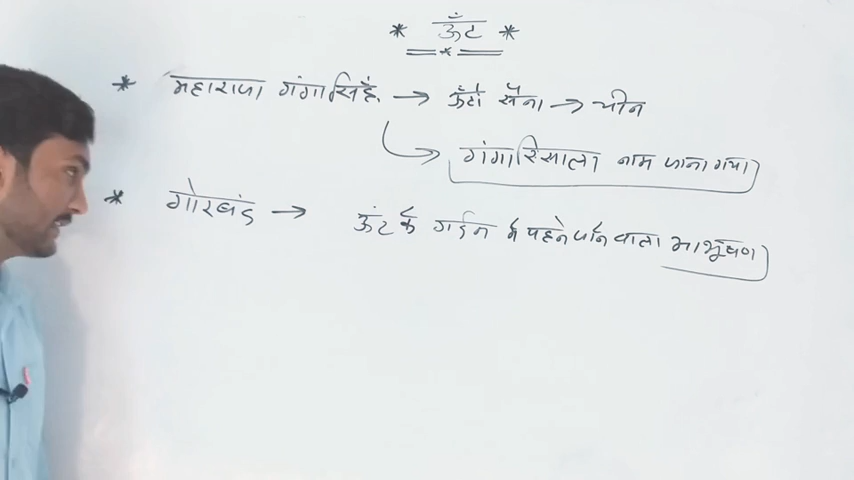 * ऊँट *
* महाराजा गंगासिंह → ऊँटों सेना → चीन
→ गंगा रिसाला नाम जाना गया
* गोरबंद → ऊंट के गर्दन में पहने जाने वाला आभूषण